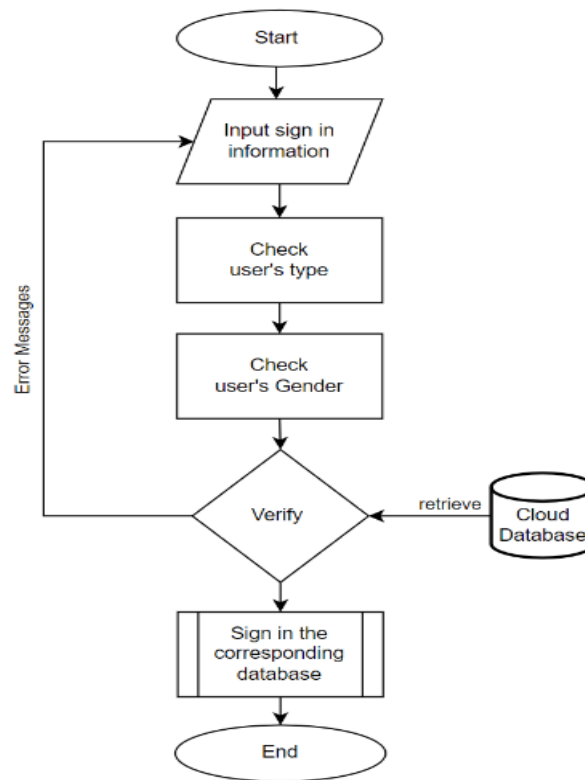 Start
Input sign in
information
Check
user's type
Error Messages
Check
user's Gender
Verify
retrieve
Cloud
Database
Sign in the
corresponding
database
End